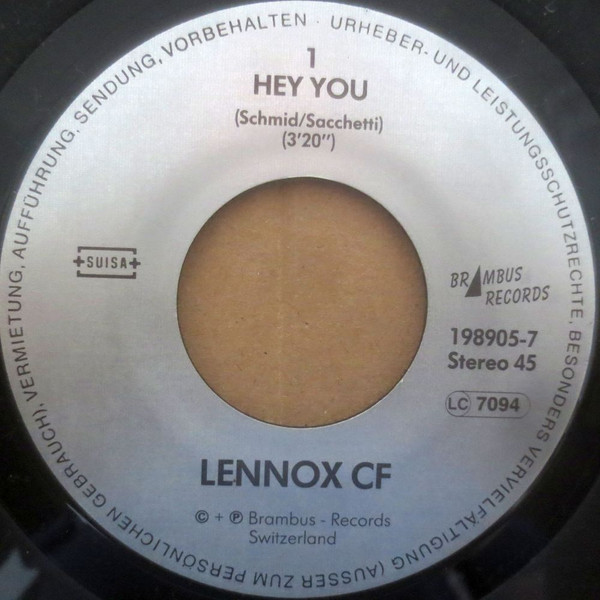 URHEBER- UND LEISTUNGSSCHUTZRECHTE, BESONDERS VERVIELFÄLTIGUNG (AUSSER ZUM PERSÖNLICHEN GEBRAUCH), VERMIETUNG, AUFFÜHRUNG, SENDUNG, VORBEHALTEN ·
1
HEY YOU
(Schmid/Sacchetti)
(3'20")
SUISA
BRAMBUS
RECORDS
198905-7
Stereo 45
LC 7094
LENNOX CF
© + ℗ Brambus - Records
Switzerland